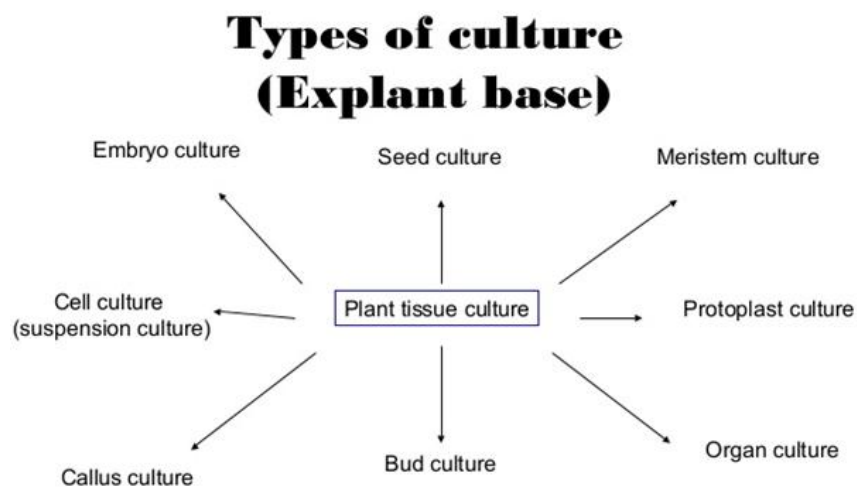 Types of culture
(Explant base)
Embryo culture
Seed culture
Meristem culture
Cell culture
(suspension culture)
Plant tissue culture
Protoplast culture
Callus culture
Bud culture
Organ culture